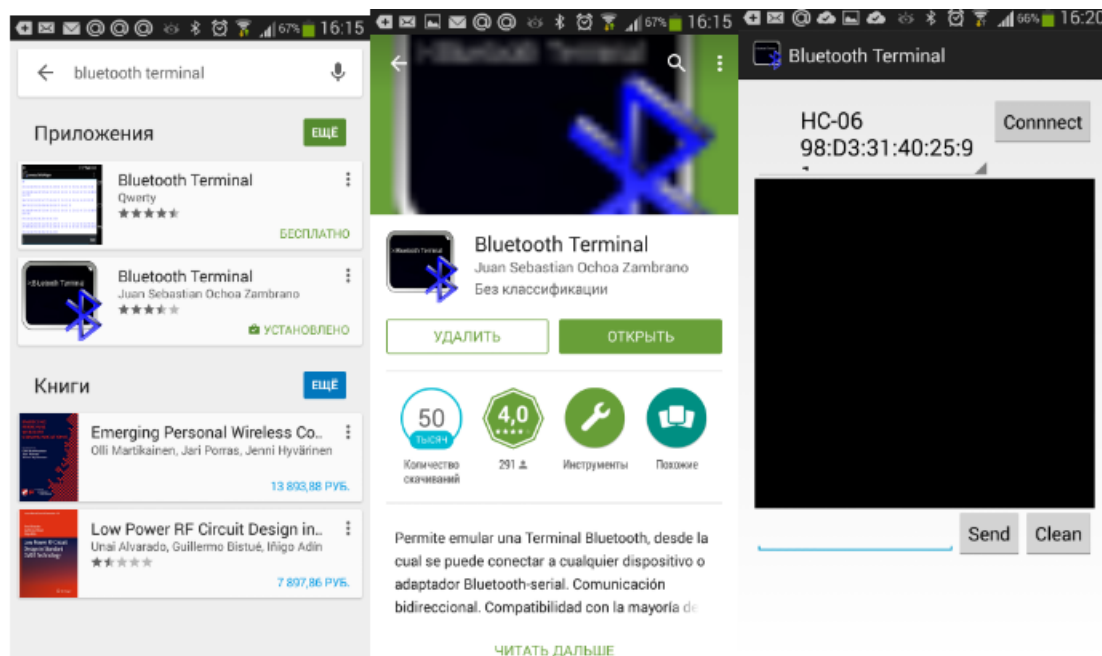 67% 16:15
bluetooth terminal
Приложения
ЕЩЁ
Bluetooth Terminal
Qwerty
БЕСПЛАТНО
Bluetooth Terminal
Juan Sebastian Ochoa Zambrano
УСТАНОВЛЕНО
Книги
ЕЩЁ
Emerging Personal Wireless Co..
Olli Martikainen, Jari Porras, Jenni Hyvärinen
13 893,88 РУБ.
Low Power RF Circuit Design in..
Unai Alvarado, Guillermo Bistué, Iñigo Adín
7 897,86 РУБ.
67% 16:15
Bluetooth Terminal
Juan Sebastian Ochoa Zambrano
Без классификации
УДАЛИТЬ
ОТКРЫТЬ
50
ТЫСЯЧ
Количество
скачиваний
4,0
291
Инструменты
Похожие
Permite emular una Terminal Bluetooth, desde la
cual se puede conectar a cualquier dispositivo o
adaptador Bluetooth-serial. Comunicación
bidireccional. Compatibilidad con la mayoría de
ЧИТАТЬ ДАЛЬШЕ
66% 16:20
Bluetooth Terminal
HC-06
98:D3:31:40:25:9
Connnect
Send
Clean